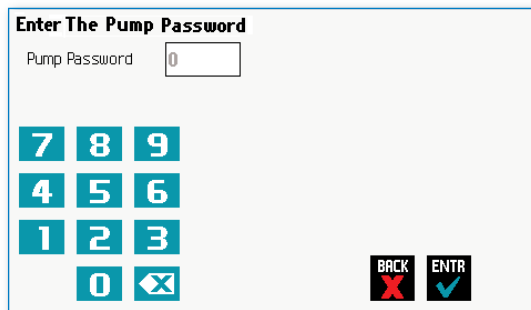 Enter The Pump Password
Pump Password 0
7 8 9
4 5 6
1 2 3
0
BACK ENTR